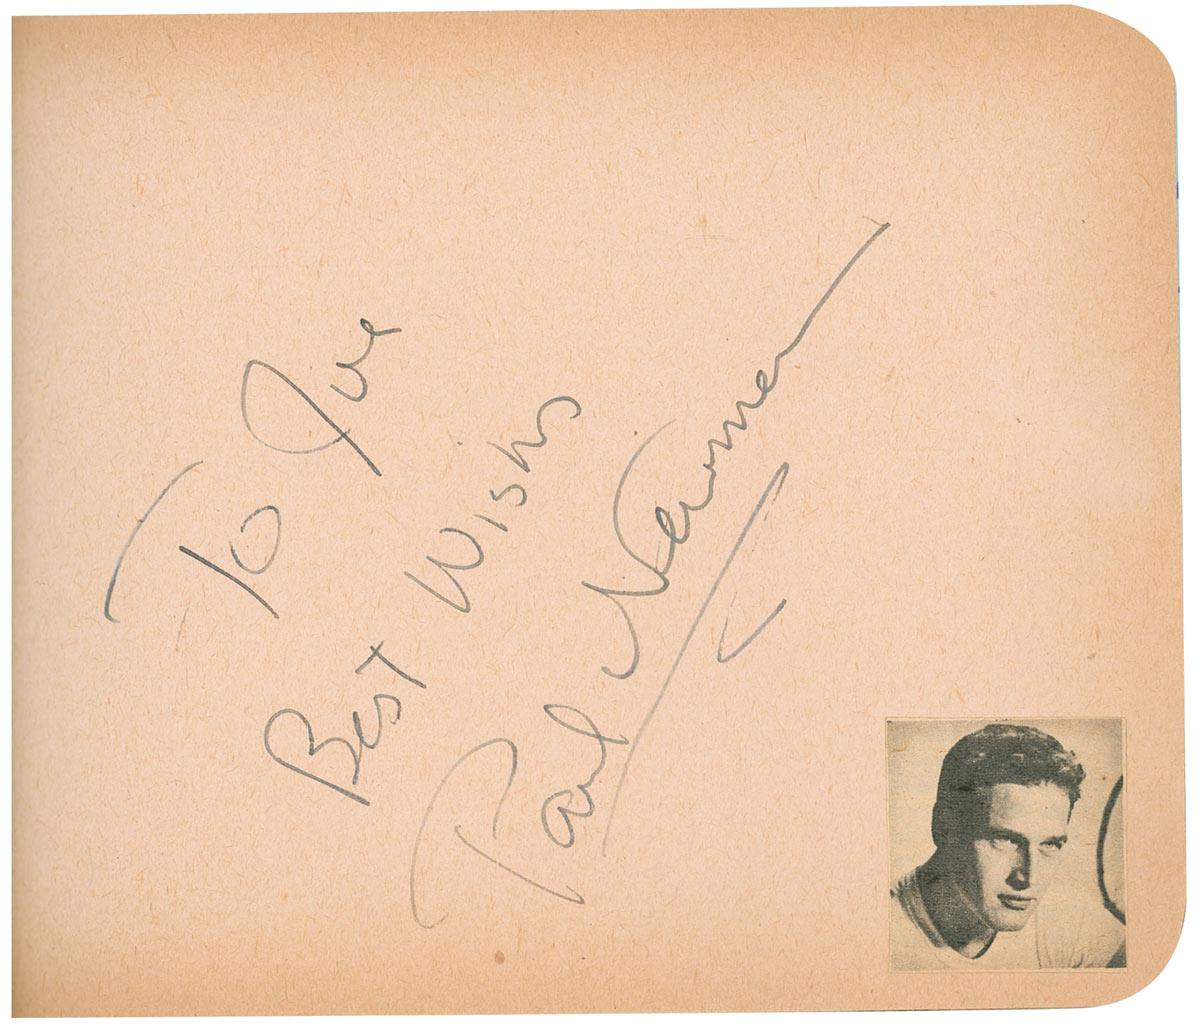 To Joe
Best Wishes
Paul Newman